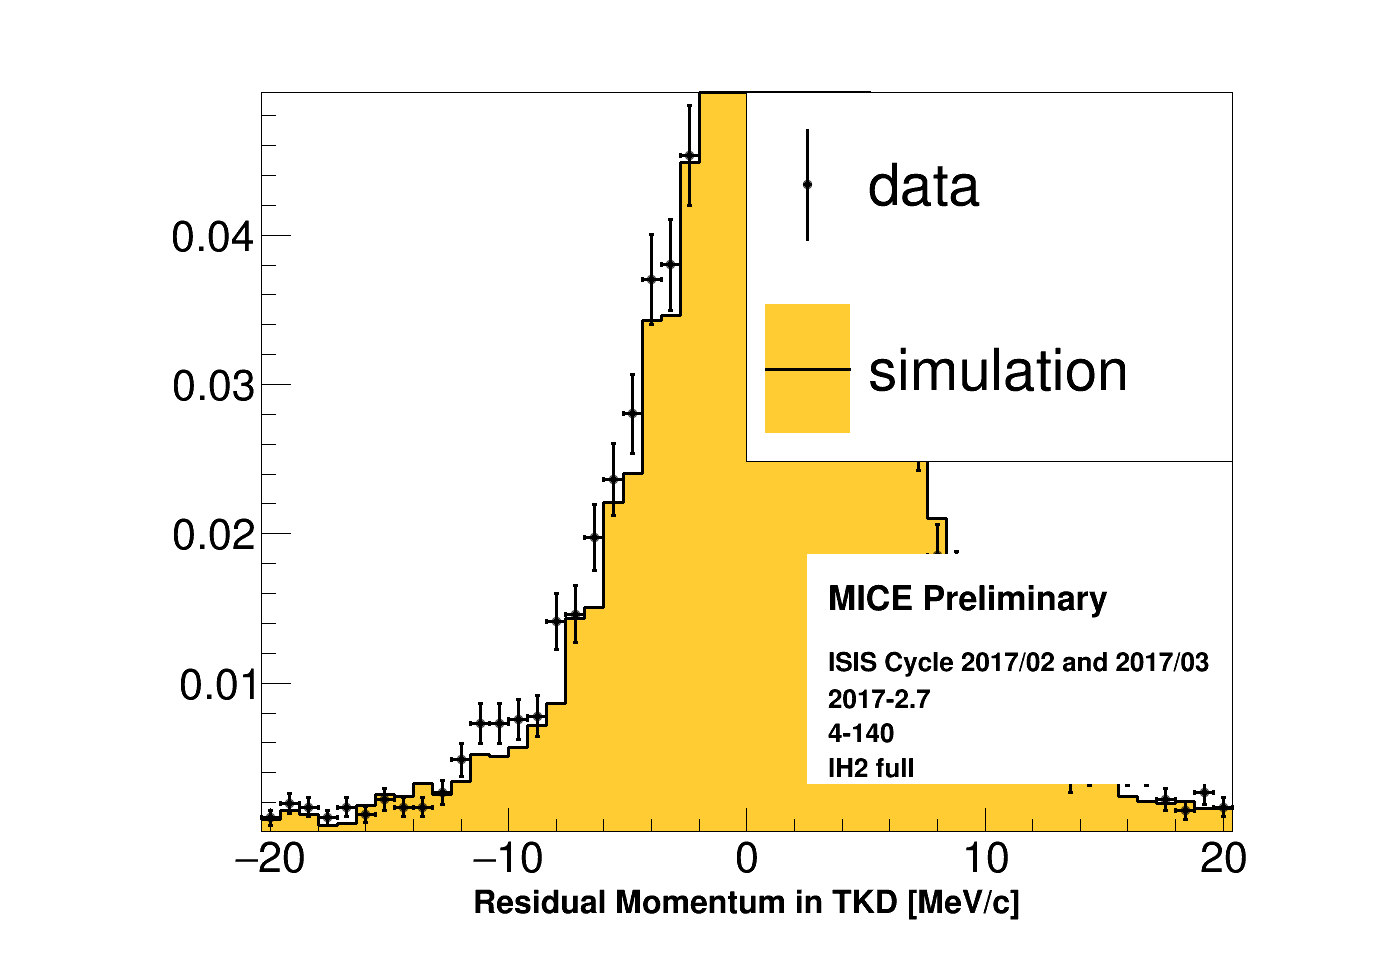 data
simulation
0.04
0.03
0.02
0.01
MICE Preliminary
ISIS Cycle 2017/02 and 2017/03
2017-2.7
4-140
IH2 full
−20 −10 0 10 20
Residual Momentum in TKD [MeV/c]